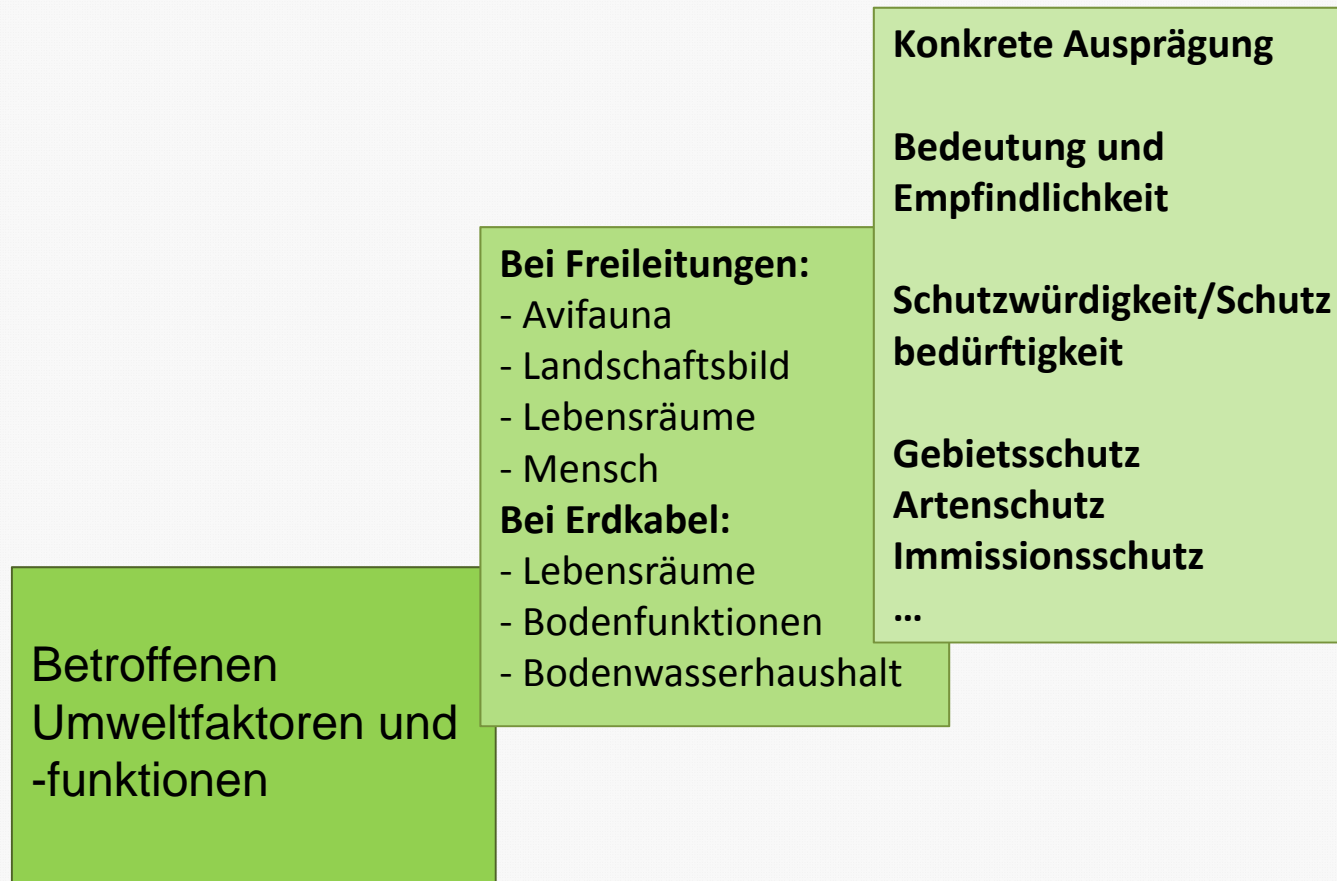 Konkrete Ausprägung
Bedeutung und
Empfindlichkeit
Schutzwürdigkeit/Schutz
bedürftigkeit
Gebietsschutz
Artenschutz
Immissionsschutz
...
Bei Freileitungen:
- Avifauna
- Landschaftsbild
- Lebensräume
- Mensch
Bei Erdkabel:
- Lebensräume
- Bodenfunktionen
- Bodenwasserhaushalt
Betroffenen
Umweltfaktoren und
-funktionen